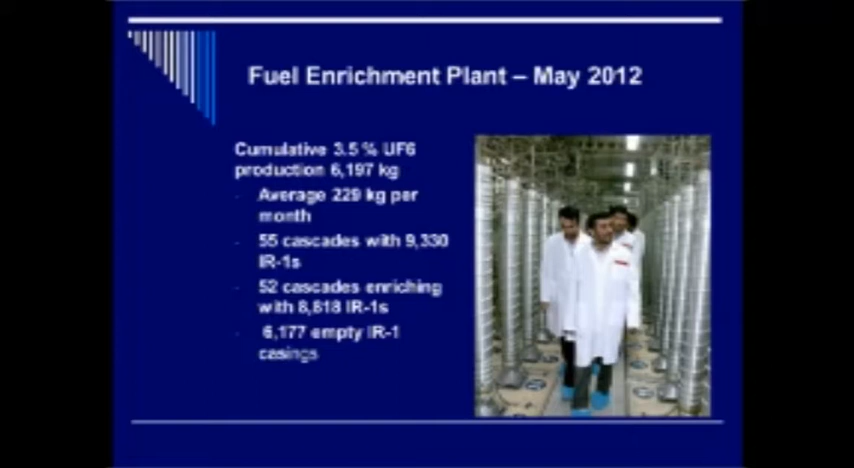 Fuel Enrichment Plant – May 2012
Cumulative 3.5 % UF6
production 6,197 kg
- Average 229 kg per
month
- 55 cascades with 9,330
IR-1s
- 52 cascades enriching
with 8,818 IR-1s
- 6,177 empty IR-1
casings